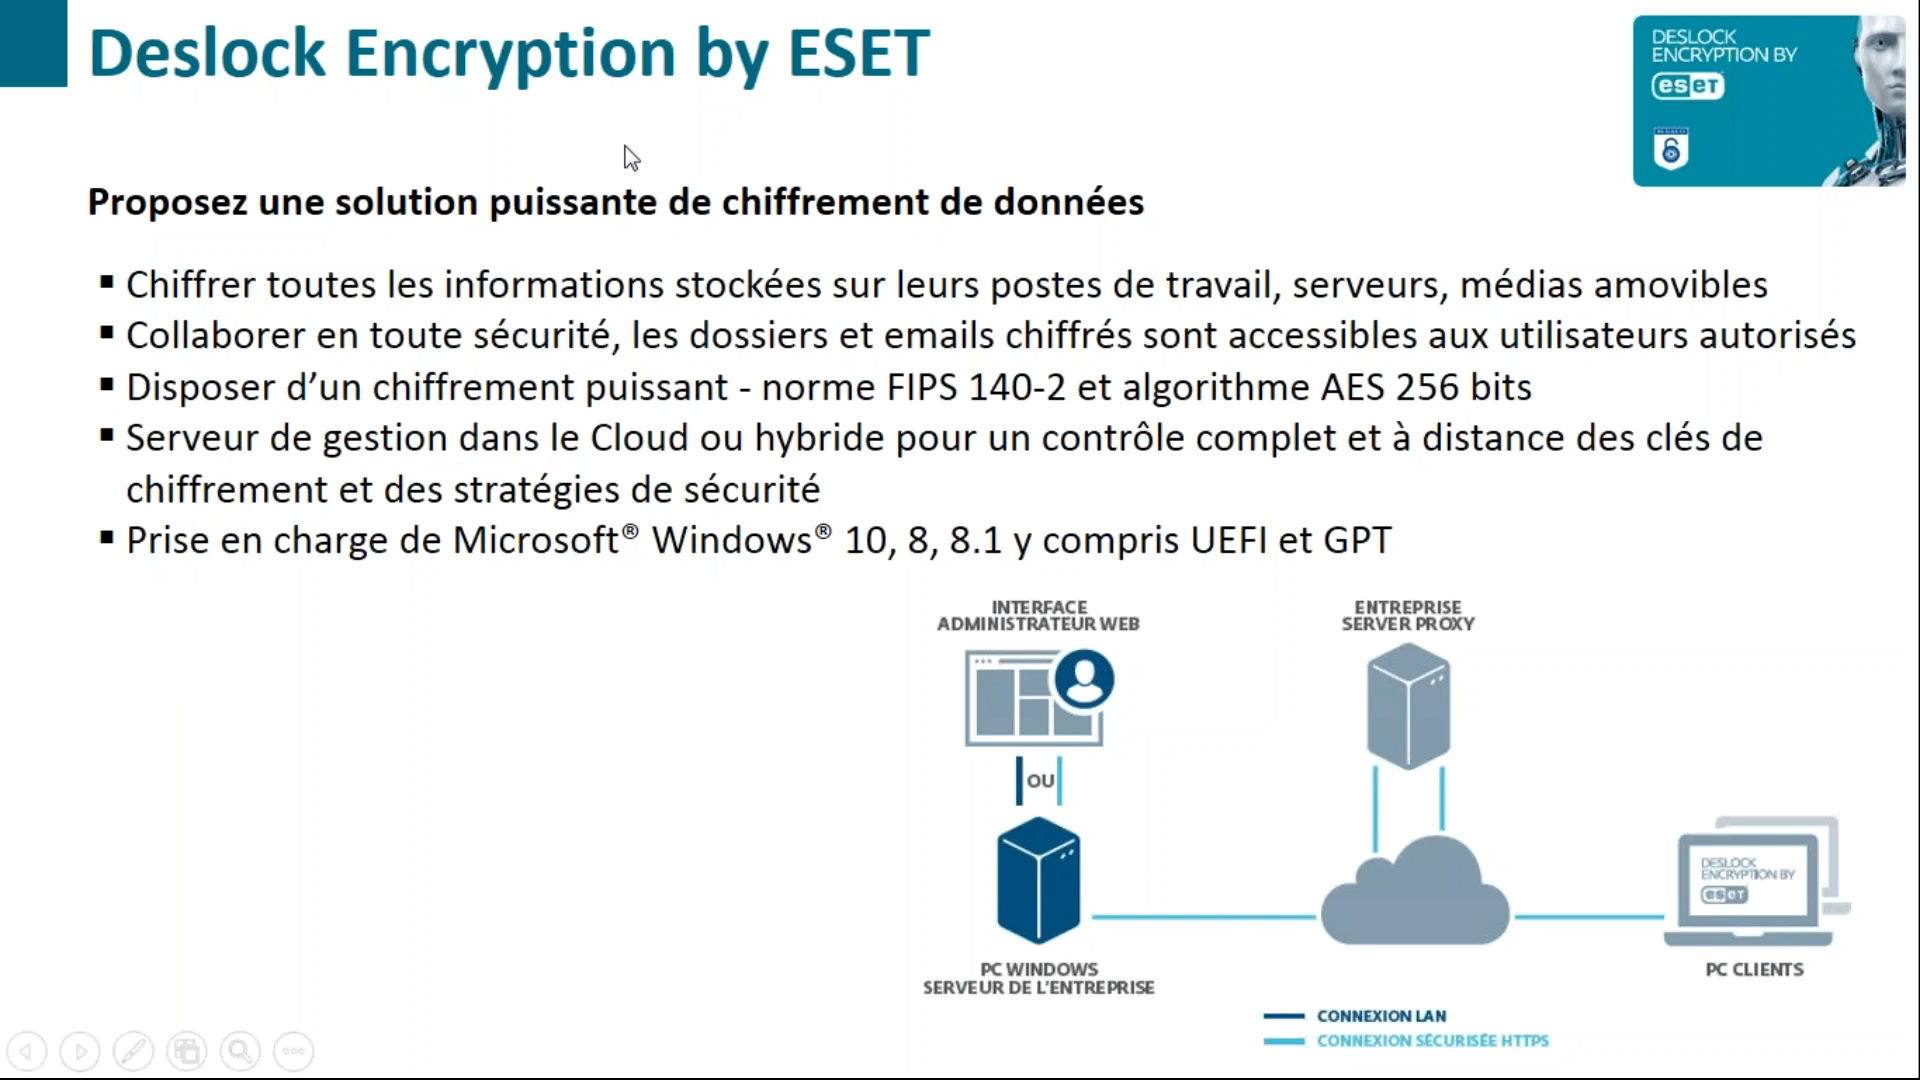 Deslock Encryption by ESET
DESLOCK
ENCRYPTION BY
eseT
Proposez une solution puissante de chiffrement de données
▪ Chiffrer toutes les informations stockées sur leurs postes de travail, serveurs, médias amovibles
▪ Collaborer en toute sécurité, les dossiers et emails chiffrés sont accessibles aux utilisateurs autorisés
▪ Disposer d’un chiffrement puissant - norme FIPS 140-2 et algorithme AES 256 bits
▪ Serveur de gestion dans le Cloud ou hybride pour un contrôle complet et à distance des clés de
chiffrement et des stratégies de sécurité
▪ Prise en charge de Microsoft® Windows® 10, 8, 8.1 y compris UEFI et GPT
INTERFACE
ADMINISTRATEUR WEB
ENTREPRISE
SERVER PROXY
OU
DESLOCK
ENCRYPTION BY
eseT
PC WINDOWS
SERVEUR DE L’ENTREPRISE
PC CLIENTS
CONNEXION LAN
CONNEXION SÉCURISÉE HTTPS